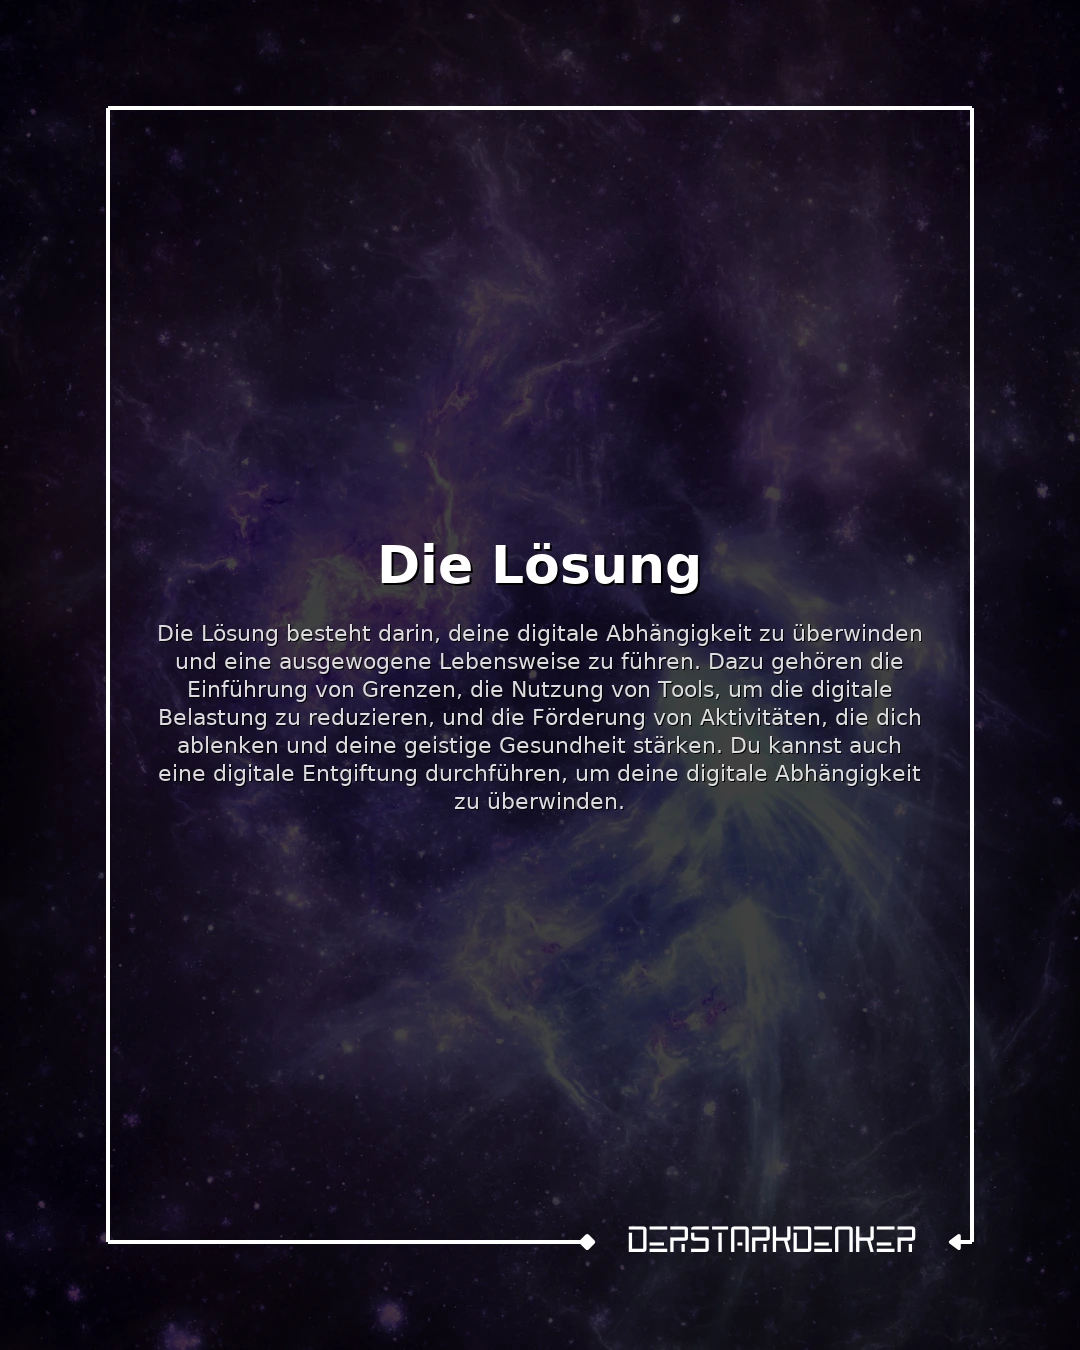 Die Lösung
Die Lösung besteht darin, deine digitale Abhängigkeit zu überwinden
und eine ausgewogene Lebensweise zu führen. Dazu gehören die
Einführung von Grenzen, die Nutzung von Tools, um die digitale
Belastung zu reduzieren, und die Förderung von Aktivitäten, die dich
ablenken und deine geistige Gesundheit stärken. Du kannst auch
eine digitale Entgiftung durchführen, um deine digitale Abhängigkeit
zu überwinden.
DERSTARKDENKER